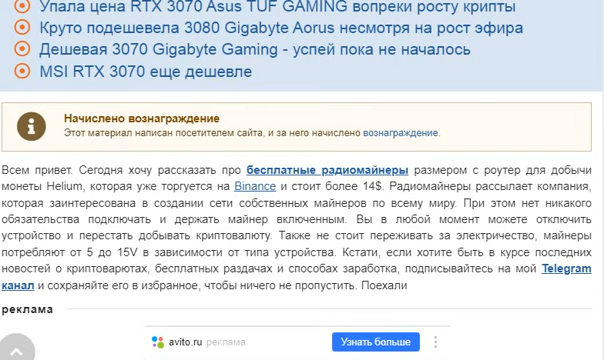 Упала цена RTX 3070 Asus TUF GAMING вопреки росту крипты
Круто подешевела 3080 Gigabyte Aorus несмотря на рост эфира
Дешевая 3070 Gigabyte Gaming - успей пока не началось
MSI RTX 3070 еще дешевле
Начислено вознаграждение
Этот материал написан посетителем сайта, и за него начислено вознаграждение.
Всем привет. Сегодня хочу рассказать про бесплатные радиомайнеры размером с роутер для добычи
монеты Helium, которая уже торгуется на Binance и стоит более 14$. Радиомайнеры рассылает компания,
которая заинтересована в создании сети собственных майнеров по всему миру. При этом нет никакого
обязательства подключать и держать майнер включенным. Вы в любой момент можете отключить
устройство и перестать добывать криптовалюту. Также не стоит переживать за электричество, майнеры
потребляют от 5 до 15V в зависимости от типа устройства. Кстати, если хотите быть в курсе последних
новостей о криптоваротах, бесплатных раздачах и способах заработка, подписывайтесь на мой Telegram
канал и сохраняйте его в избранное, чтобы ничего не пропустить. Поехали
реклама
avito.ru реклама Узнать больше